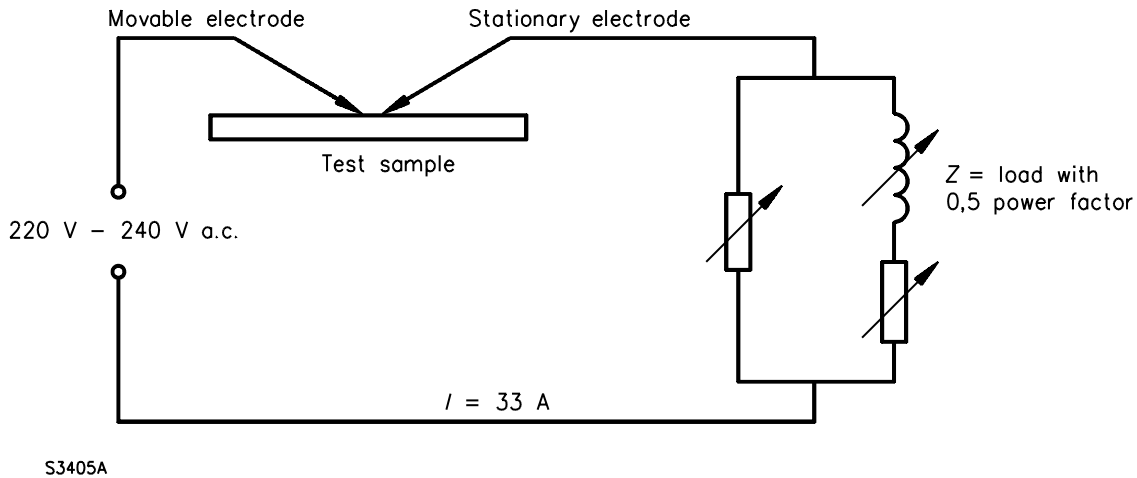 Movable electrode
Stationary electrode
Test sample
Z = load with
0,5 power factor
220 V – 240 V a.c.
I = 33 A
S3405A